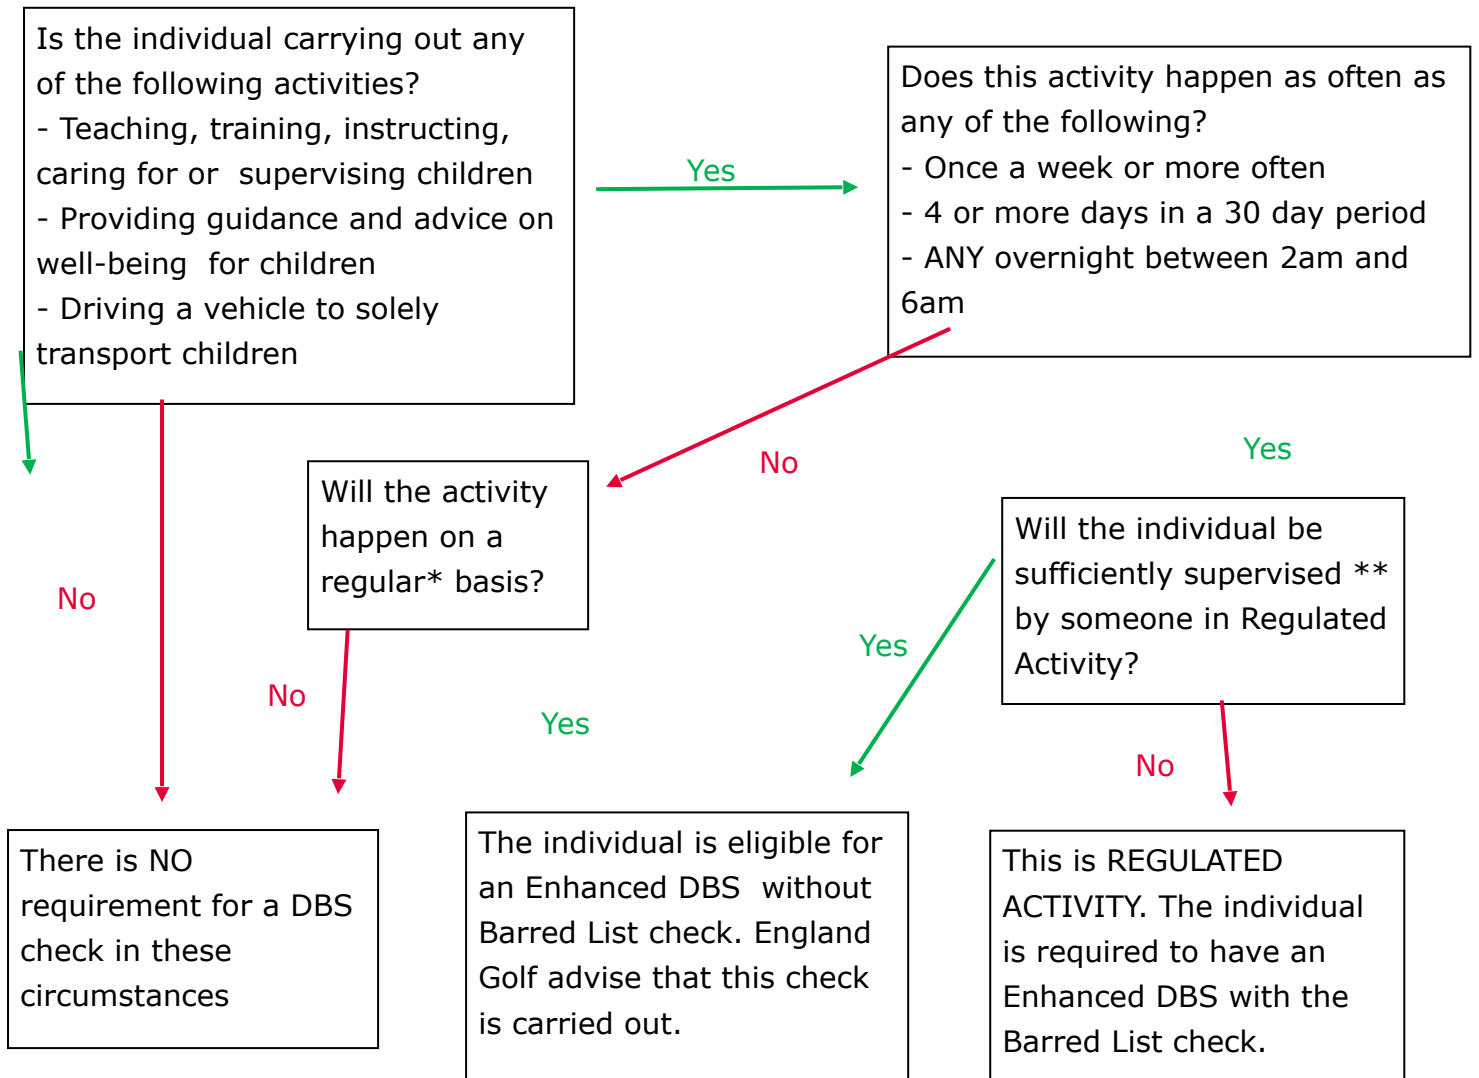 Is the individual carrying out any
of the following activities?
- Teaching, training, instructing,
caring for or  supervising children
- Providing guidance and advice on
well-being  for children
- Driving a vehicle to solely
transport children
Yes
Does this activity happen as often as
any of the following?
- Once a week or more often
- 4 or more days in a 30 day period
- ANY overnight between 2am and
6am
No
Yes
Will the activity
happen on a
regular* basis?
Will the individual be
sufficiently supervised **
by someone in Regulated
Activity?
No
Yes
No
Yes
No
There is NO
requirement for a DBS
check in these
circumstances
The individual is eligible for
an Enhanced DBS  without
Barred List check. England
Golf advise that this check
is carried out.
This is REGULATED
ACTIVITY. The individual
is required to have an
Enhanced DBS with the
Barred List check.